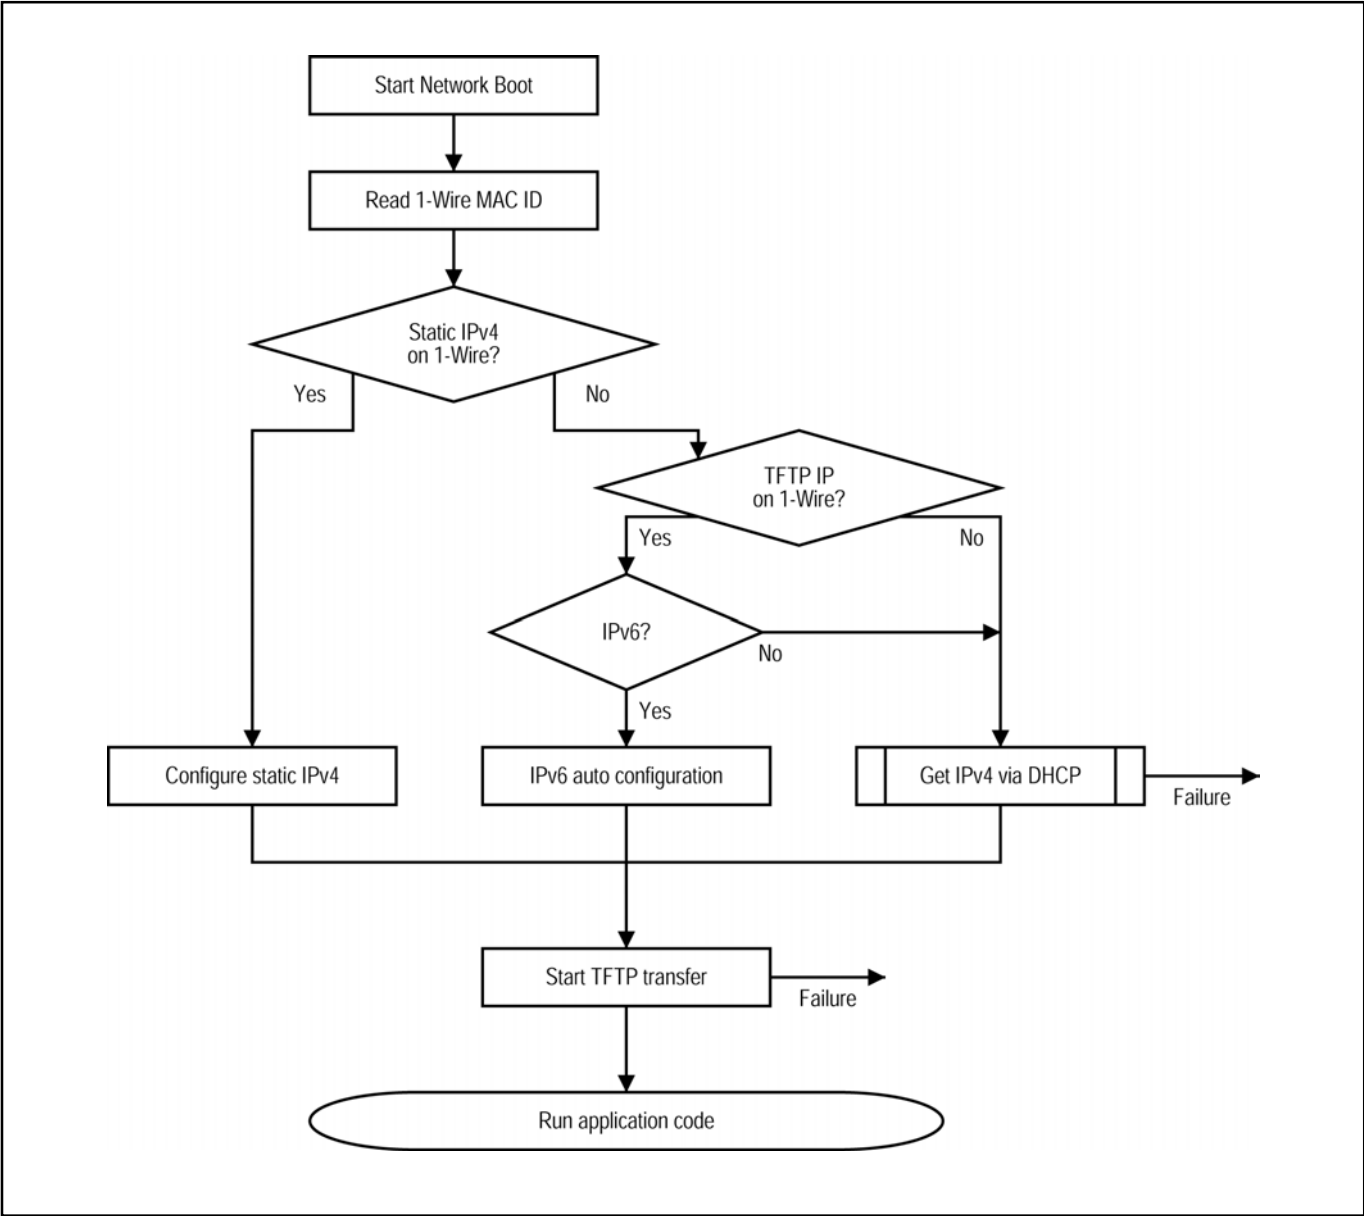 Start Network Boot
Read 1-Wire MAC ID
Static IPv4
on 1-Wire?
Yes
No
TFTP IP
on 1-Wire?
Yes
No
IPv6?
No
Yes
Configure static IPv4
IPv6 auto configuration
Get IPv4 via DHCP
Failure
Start TFTP transfer
Failure
Run application code